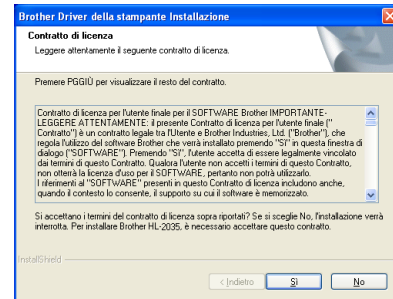 Brother Driver della stampante Installazione
Contratto di licenza
Leggere attentamente il seguente contratto di licenza.
Premere PGGIÙ per visualizzare il resto del contratto.
Contratto di licenza per l'utente finale per il SOFTWARE Brother IMPORTANTE-
LEGGERE ATTENTAMENTE: il presente Contratto di licenza per l'utente finale ("
Contratto") è un contratto legale tra l'Utente e Brother Industries, Ltd. ("Brother"), che
regola l'utilizzo del software Brother che verrà installato premendo "Sì" in questa finestra di
dialogo ("SOFTWARE"). Premendo "Sì", l'utente accetta di essere legalmente vincolato
dai termini di questo Contratto. Qualora l'Utente non accetti i termini di questo Contratto,
non otterrà la licenza d'uso per il SOFTWARE, pertanto non potrà utilizzarlo.
I riferimenti al "SOFTWARE" presenti in questo Contratto di licenza includono anche,
quando il contesto lo consente, il supporto su cui il software è memorizzato.
Si accettano i termini del contratto di licenza sopra riportati? Se si sceglie No, l'installazione verrà
interrotta. Per installare Brother HL-2035, è necessario accettare questo contratto.
InstallShield
< Indietro
Sì
No